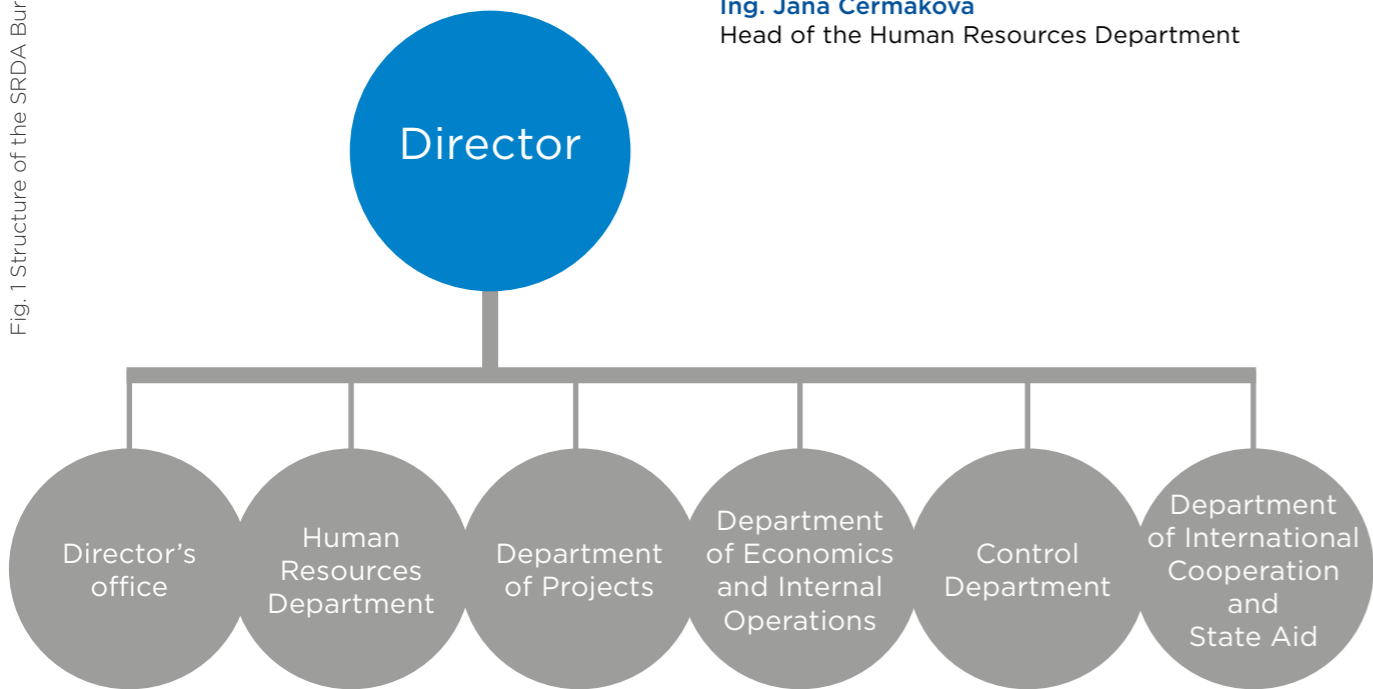 Ing. Jana Cermakova
Head of the Human Resources Department
Fig. 1 Structure of the SRDA
Director
Director's
office
Human
Resources
Department
Department
of Projects
Department
of Economics
and Internal
Operations
Control
Department
Department
of International
Cooperation
and
State Aid